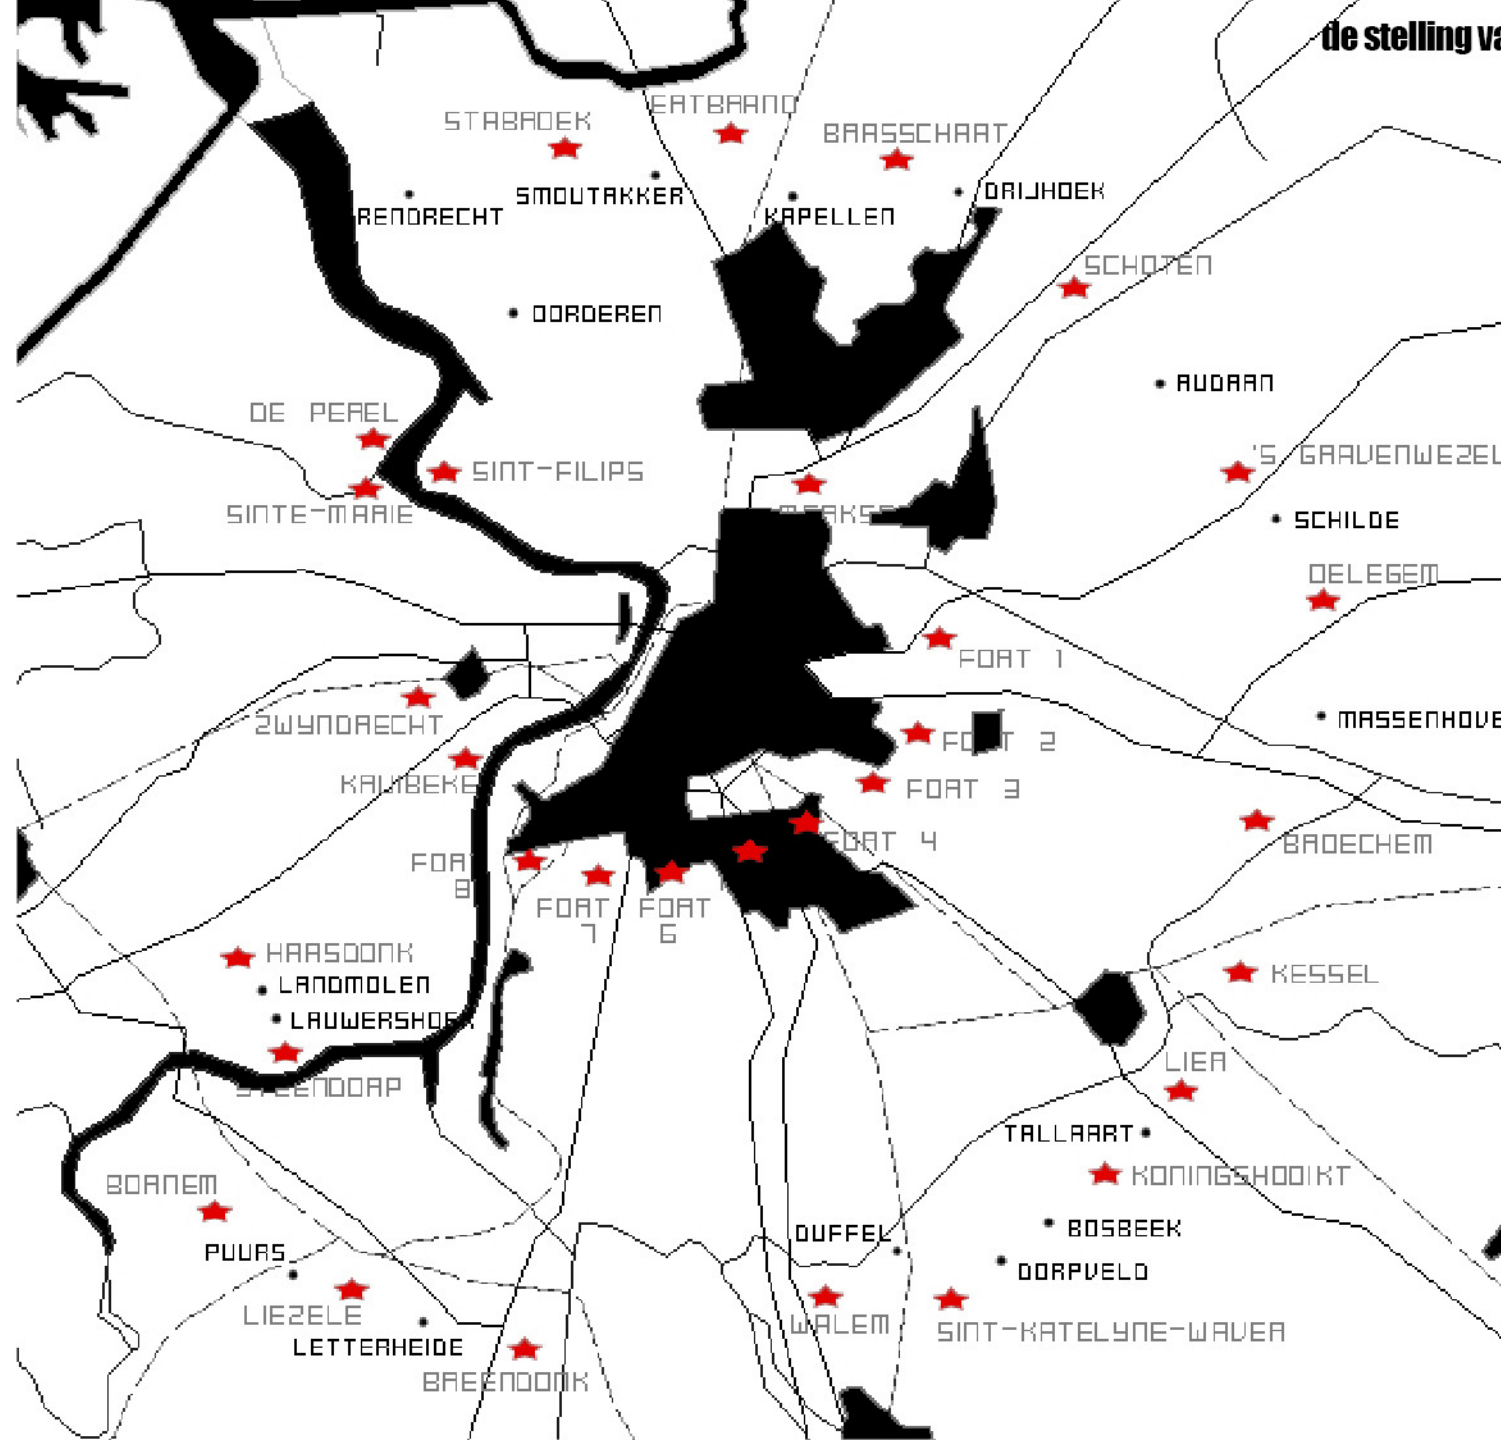 de stelling va
ERTBRAND
STABROEK
BRASSCHAAT
DRIJHOEK
SMOUTAKKER
RENDRECHT
KAPELLEN
SCHOTEN
OORDEREN
AUDAAN
DE PEREL
'S GRAVENWEZEL
SINT-FILIPS
SINTE-MARIE
SCHILDE
OELEGEM
FORT 1
ZWYNDRECHT
MASSENHOVE
FORT 2
KRUIBEKE
FORT 3
FORT 4
BROECHEM
FORT
8
FORT
7
FORT
6
HAASDONK
KESSEL
LANDMOLEN
LAUWERSHOEK
LIER
STEENDORP
TALLAART
KONINGSHOOIKT
BORNEM
BOSBEEK
DUFFEL
PUURS
DORPVELD
LIEZELE
WALEM
SINT-KATELYNE-WAVER
LETTERHEIDE
BREENDONK